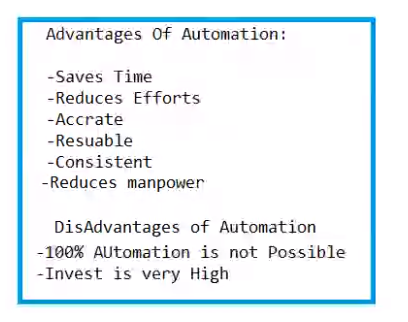 Advantages Of Automation:
-Saves Time
-Reduces Efforts
-Accrate
-Resuable
-Consistent
-Reduces manpower
DisAdvantages of Automation
-100% AUtomation is not Possible
-Invest is very High